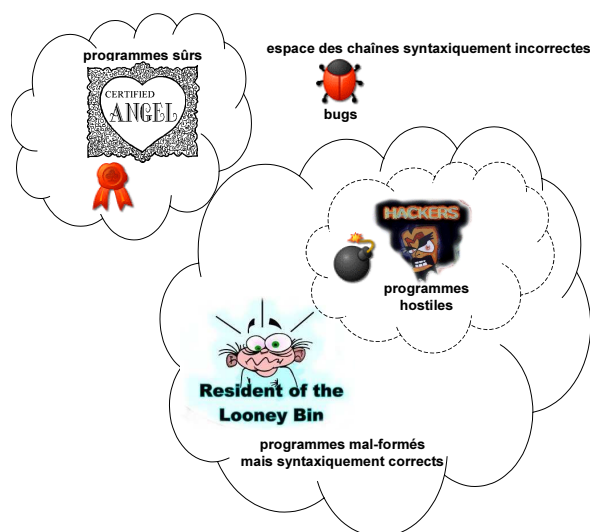 programmes sûrs
CERTIFIED
ANGEL
espace des chaînes syntaxiquement incorrectes
bugs
HACKERS
programmes
hostiles
Resident of the
Looney Bin
programmes mal-formés
mais syntaxiquement corrects